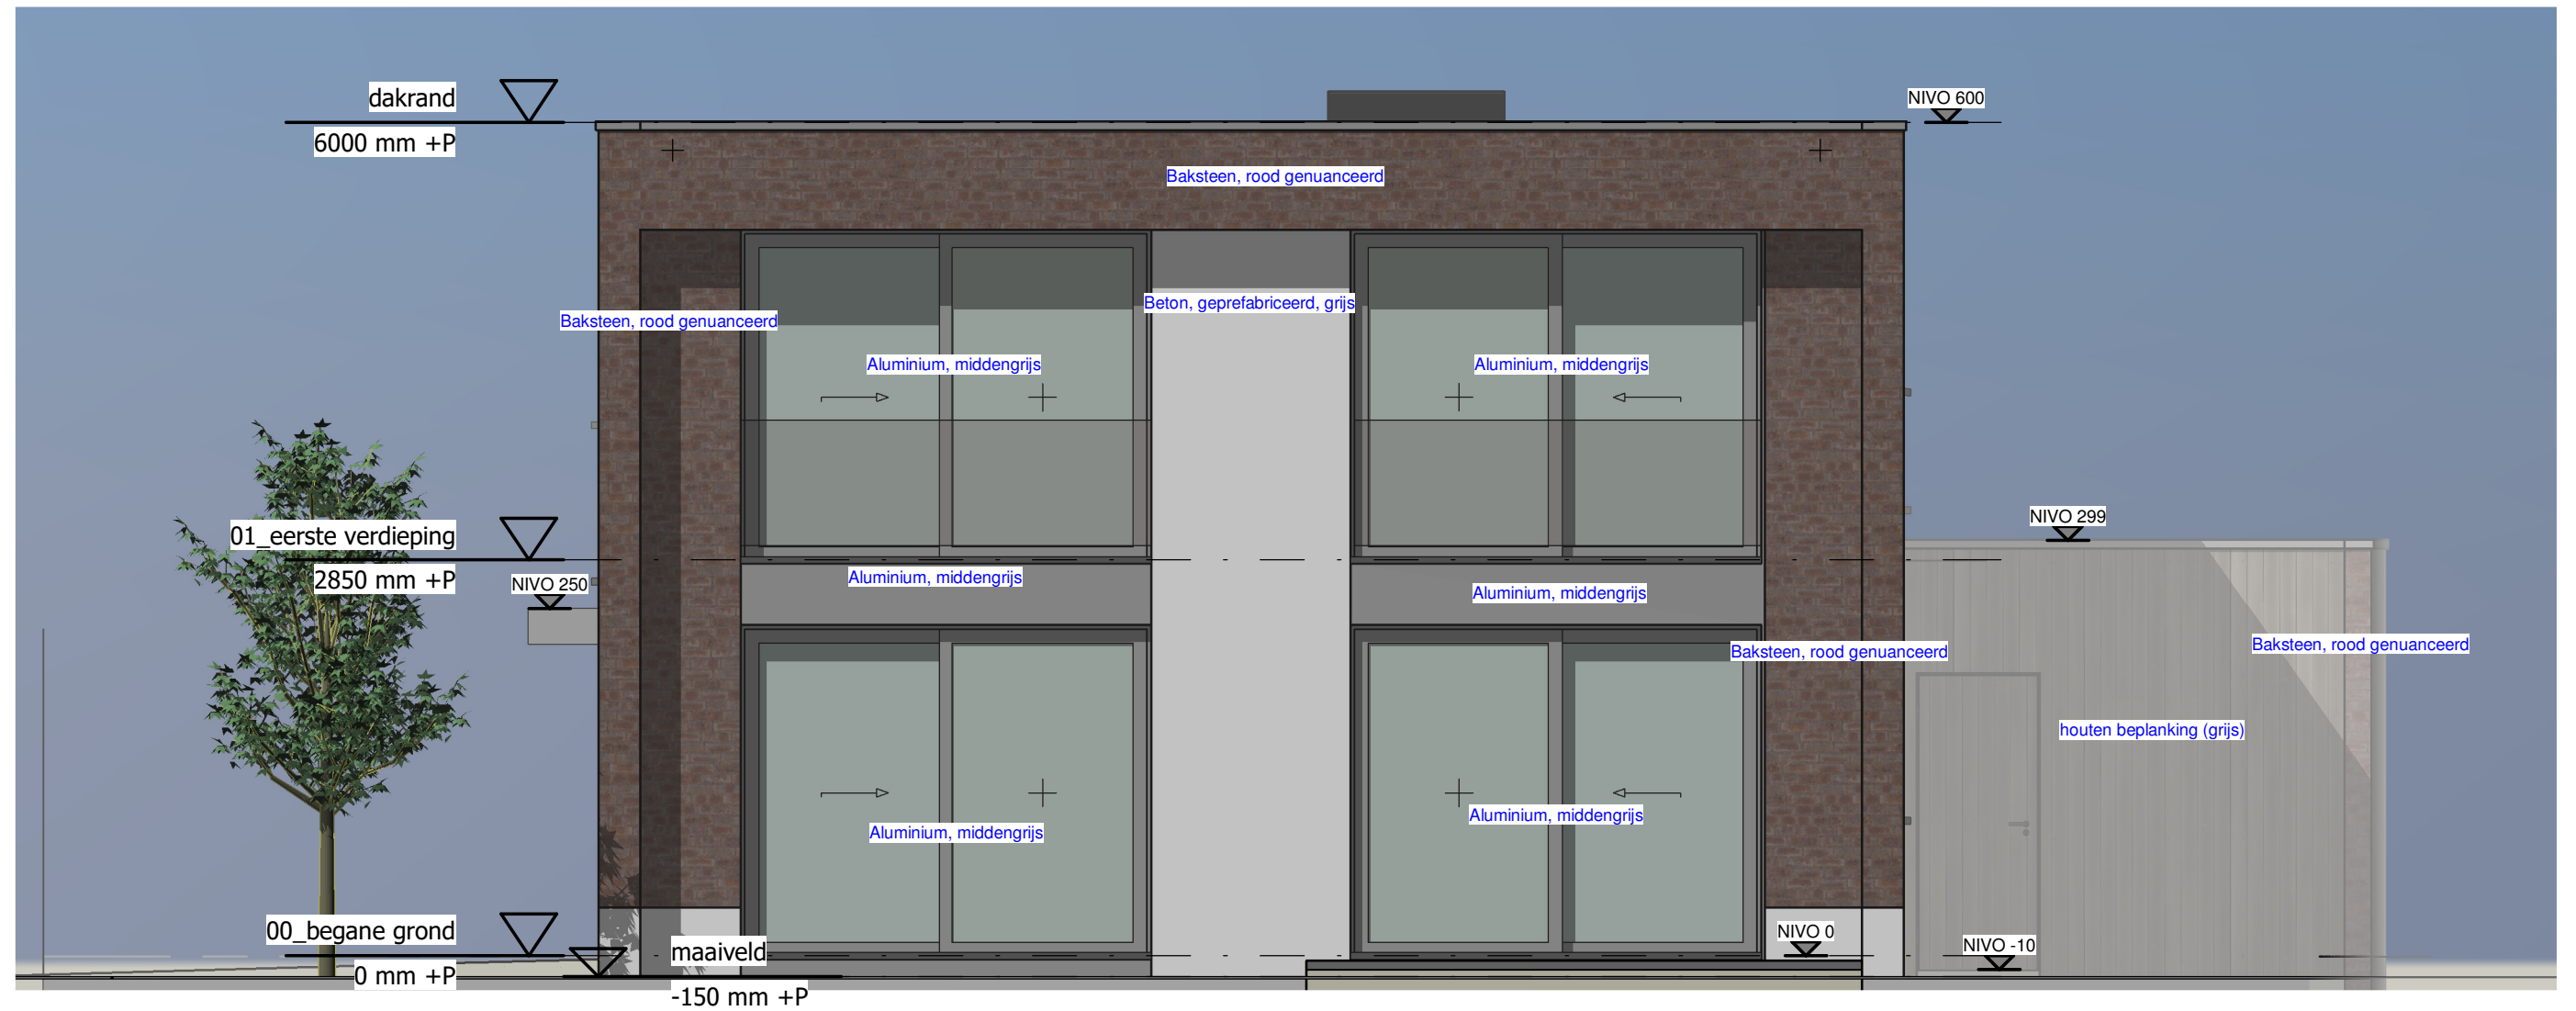 dakrand
NIVO 600
6000 mm +P
Baksteen, rood genuanceerd
Beton, geprefabriceerd, grijs
Baksteen, rood genuanceerd
Aluminium, middengrijs
Aluminium, middengrijs
NIVO 299
01_eerste verdieping
2850 mm +P
NIVO 250
Aluminium, middengrijs
Aluminium, middengrijs
Baksteen, rood genuanceerd
Baksteen, rood genuanceerd
houten beplanking (grijs)
Aluminium, middengrijs
Aluminium, middengrijs
00_begane grond
NIVO 0
NIVO -10
maaiveld
0 mm +P
-150 mm +P